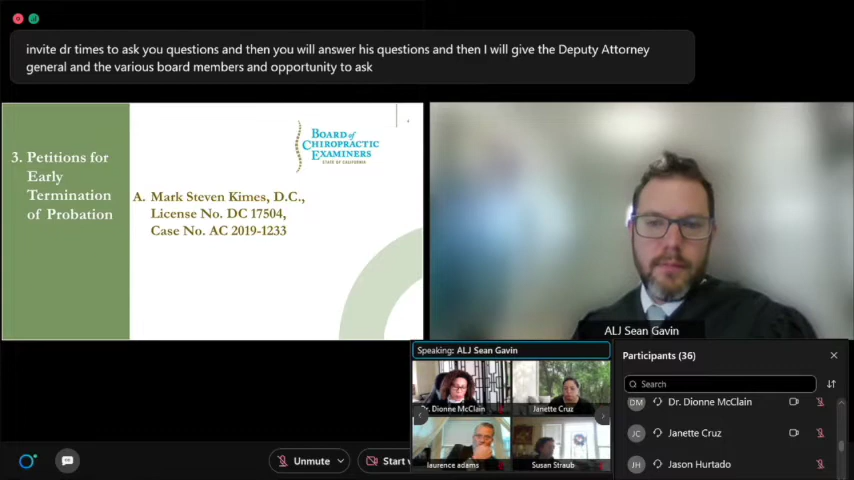 invite dr times to ask you questions and then you will answer his questions and then I will give the Deputy Attorney
general and the various board members and opportunity to ask
3. Petitions for
Early
Termination
of Probation
BOARD of
CHIROPRACTIC
EXAMINERS
STATE OF CALIFORNIA
A. Mark Steven Kimes, D.C.,
License No. DC 17504,
Case No. AC 2019-1233
ALJ Sean Gavin
Speaking: ALJ Sean Gavin
Dr. Dionne McClain
Janette Cruz
laurence adams
Susan Straub
Participants (36)
Search
DM Dr. Dionne McClain
JC Janette Cruz
JH Jason Hurtado
Unmute
Start v